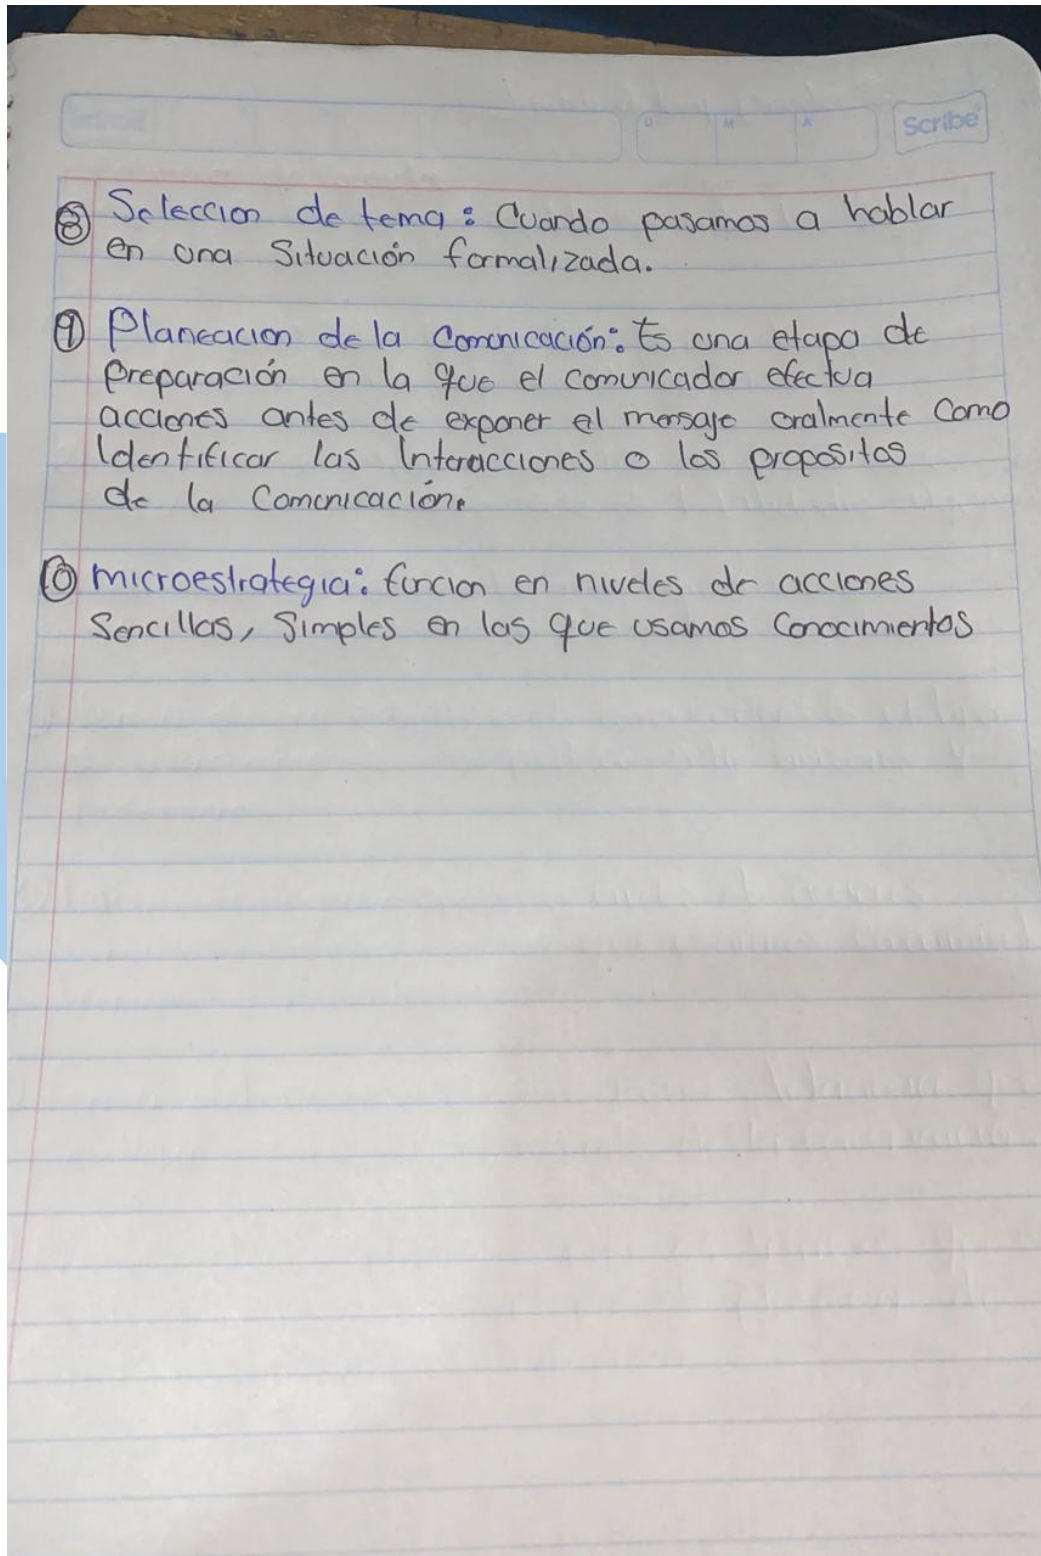 Scribe
D M A
⑧ Seleccion de tema: Cuando pasamos a hablar
en una Situación formalizada.
⑨ Planeacion de la Comunicación: Es una etapa de
preparación en la que el comunicador efectua
acciones antes de exponer el mensaje oralmente Como
Identificar las Interacciones o los propositos
de la Comunicación.
⑩ microestrategia: funcion en niveles de acciones
Sencillas, Simples en las que usamos Conocimientos